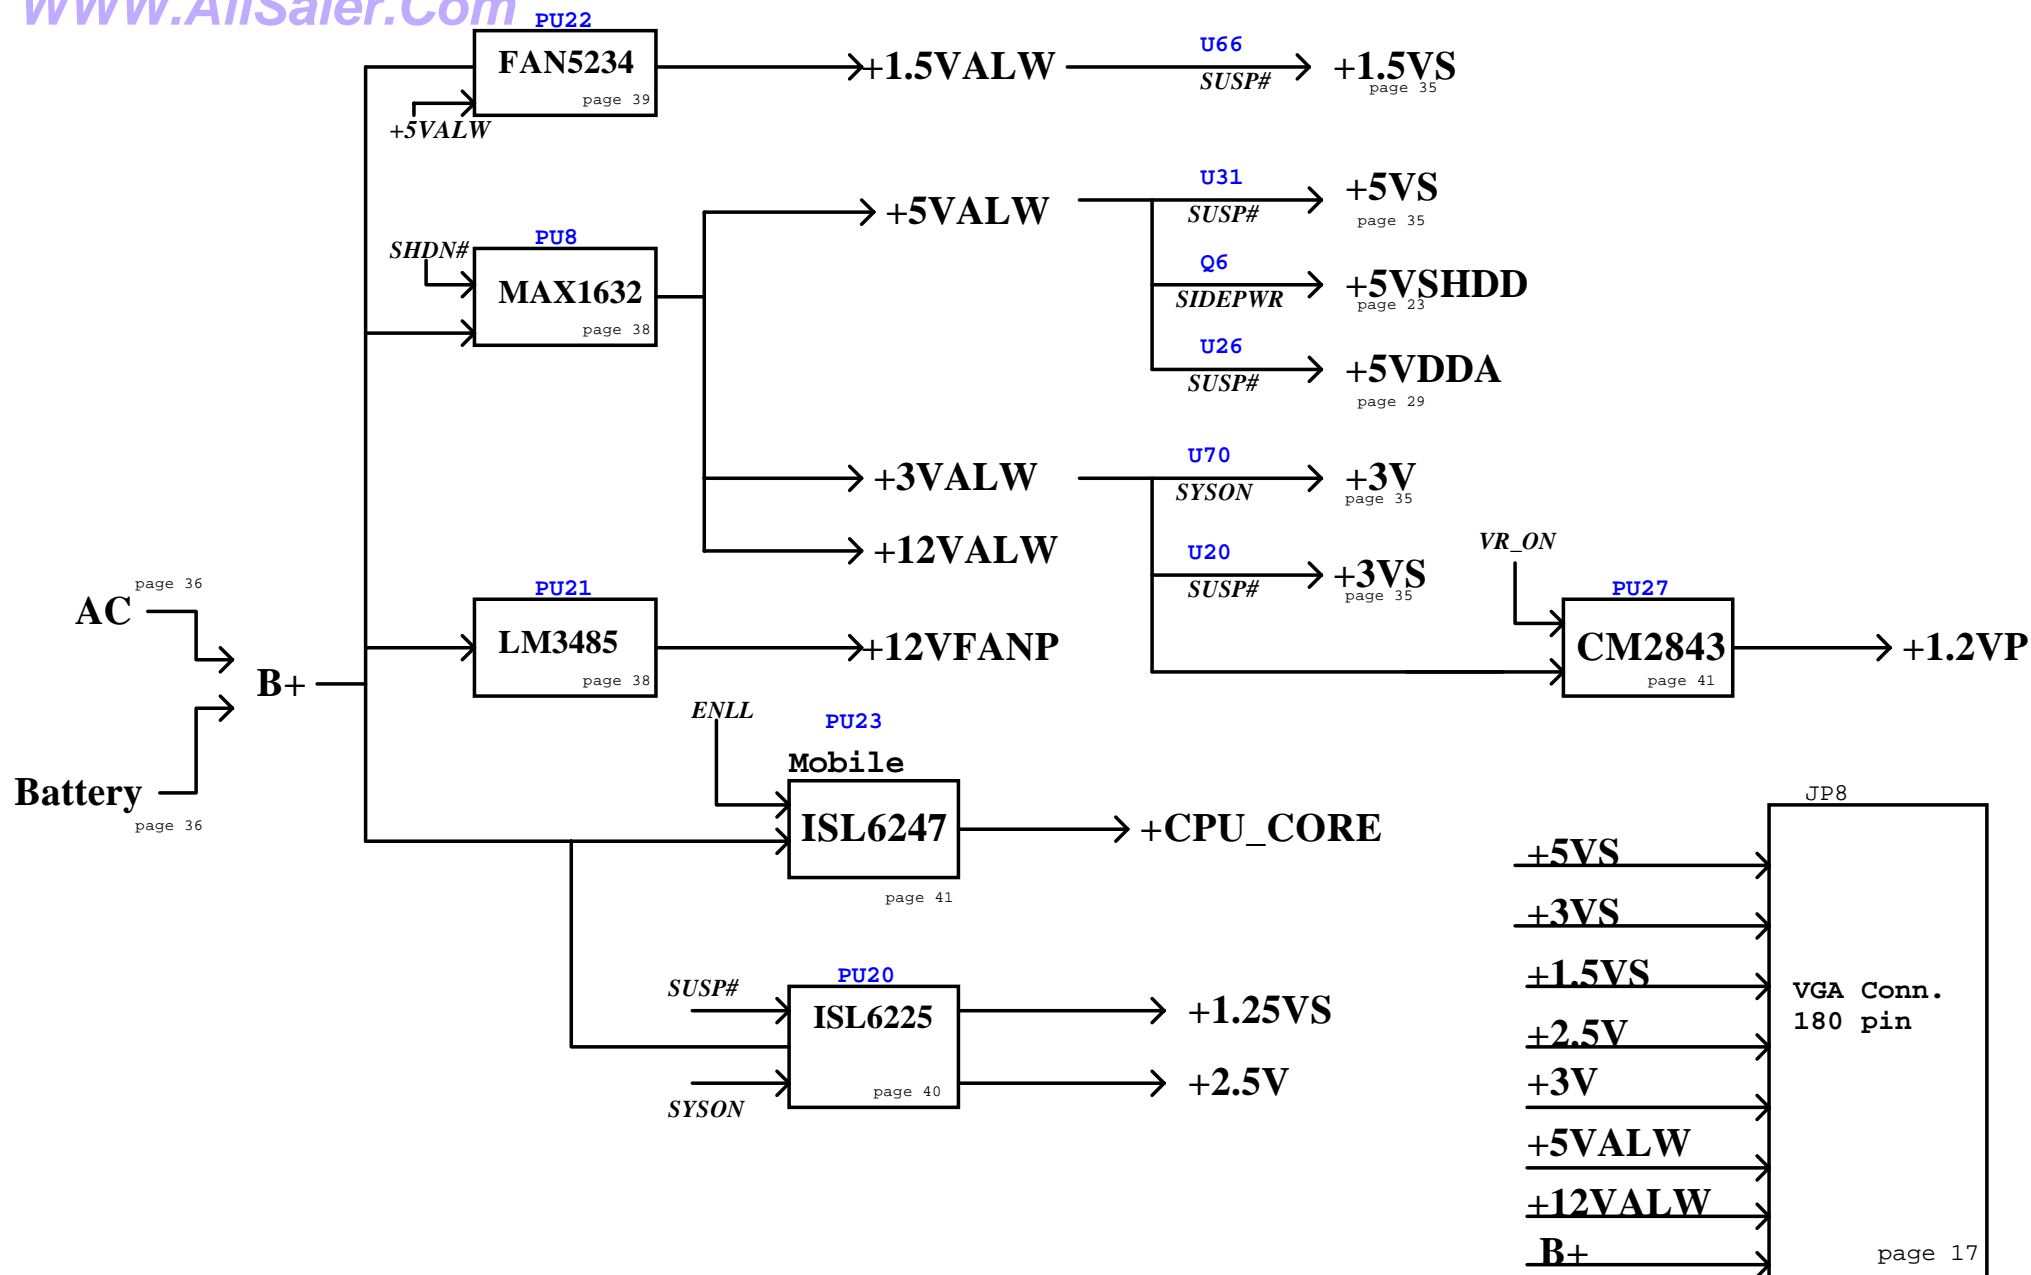 WWW.AllSaler.Com
PU22
FAN5234
page 39
+5VALW
+1.5VALW
U66
SUSP#
+1.5VS
page 35
PU8
SHDN#
MAX1632
page 38
+5VALW
U31
SUSP#
+5VS
page 35
Q6
SIDEPWR
+5VSHDD
page 23
U26
SUSP#
+5VDDA
page 29
+3VALW
U70
SYSON
+3V
page 35
+12VALW
U20
SUSP#
+3VS
page 35
VR_ON
PU27
CM2843
page 41
+1.2VP
AC
page 36
B+
Battery
page 36
PU21
LM3485
page 38
+12VFANP
ENLL
PU23
Mobile
ISL6247
page 41
+CPU_CORE
PU20
SUSP#
ISL6225
page 40
SYSON
+1.25VS
+2.5V
JP8
+5VS
+3VS
+1.5VS
+2.5V
+3V
+5VALW
+12VALW
B+
VGA Conn.
180 pin
page 17